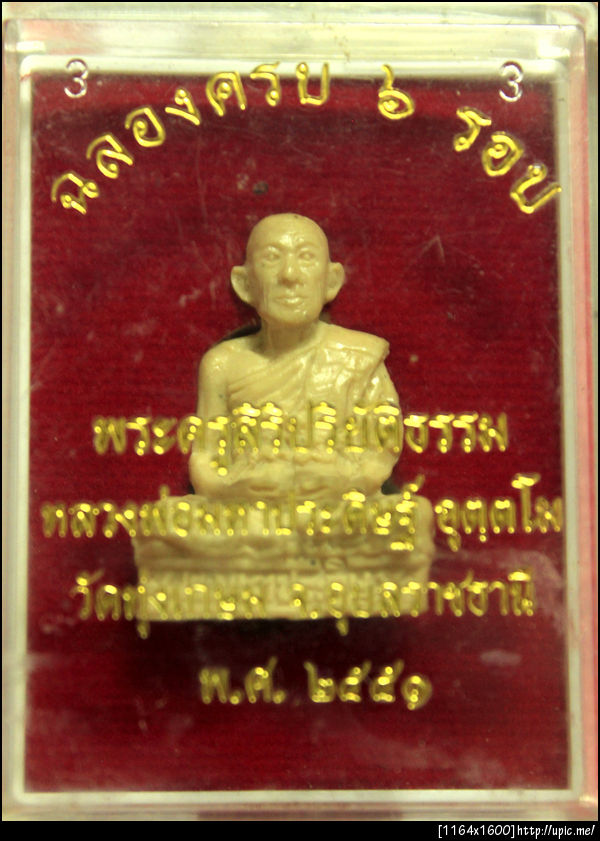 3 3
ฉลองครบ ๖ รอบ
พระครูสิริปริยัติธรรม
หลวงพ่อมหาประดิษฐ์ อุตฺตโม
วัดทุ่งเกษม จ.อุบลราชธานี
พ.ศ. ๒๕๕๑
[1164x1600]http://upic.me/